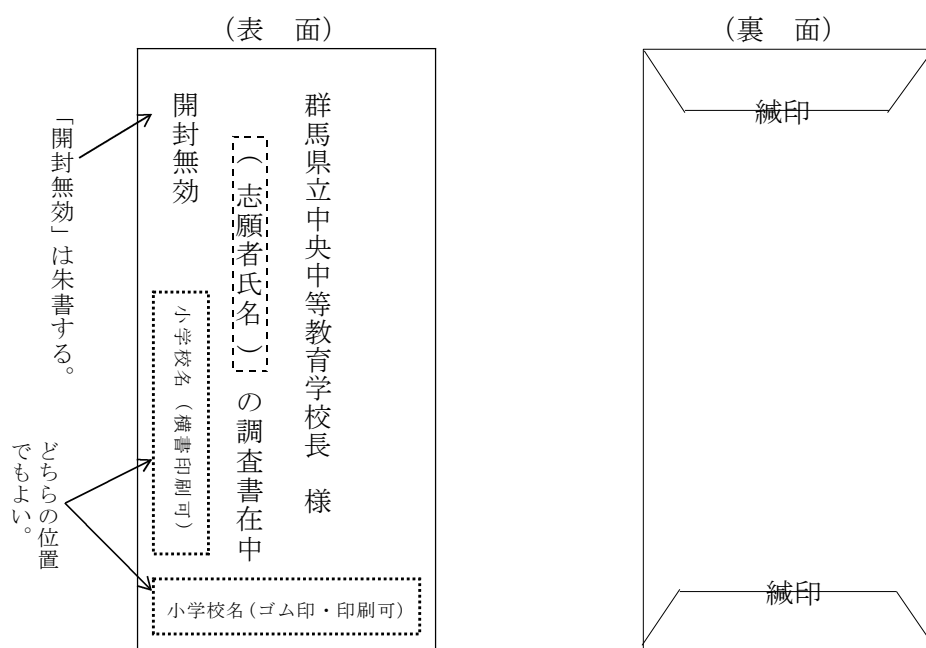 （表　面）
群馬県立中央中等教育学校長　様
（志願者氏名）の調査書在中
開封無効
小学校名（横書印刷可）
小学校名（ゴム印・印刷可）
「開封無効」は朱書する。
どちらの位置
でもよい。
（裏　面）
緘印
緘印